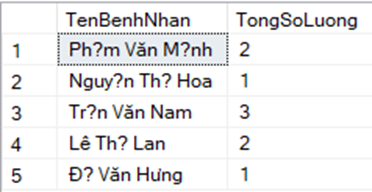 TenBenhNhan TongSoLuong
1 Ph?m Văn M?nh 2
2 Nguy?n Th? Hoa 1
3 Tr?n Văn Nam 3
4 Lê Th? Lan 2
5 Đ? Văn Hưng 1